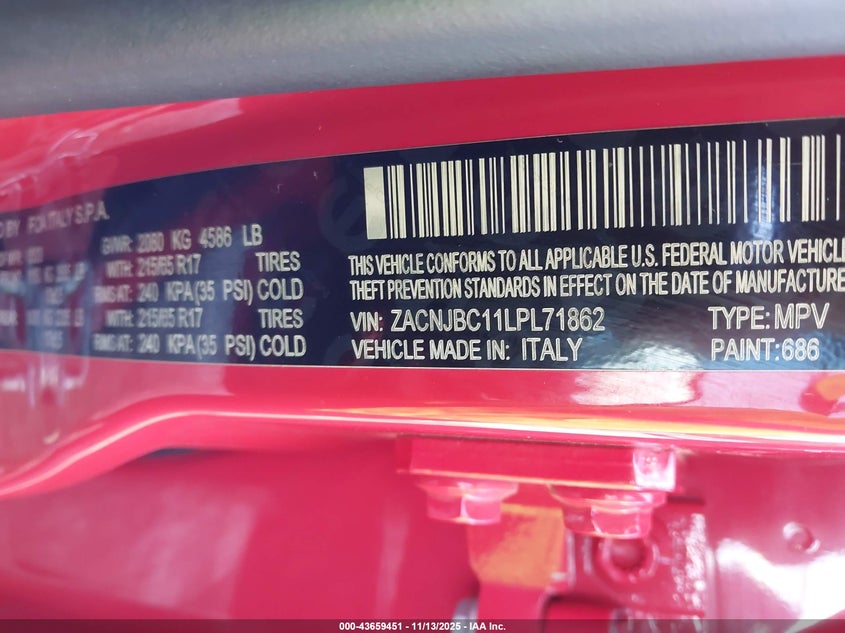 BY FCA ITALY S.P.A.
GVWR: 2080 KG 4586 LB
WITH: 215/65 R17 TIRES
RIMS AT: 240 KPA(35 PSI) COLD
WITH: 215/65 R17 TIRES
RIMS AT: 240 KPA(35 PSI) COLD
THIS VEHICLE CONFORMS TO ALL APPLICABLE U.S. FEDERAL MOTOR VEHICLE
THEFT PREVENTION STANDARDS IN EFFECT ON THE DATE OF MANUFACTURE
VIN: ZACNJBC11LPL71862 TYPE: MPV
VEHICLE MADE IN: ITALY PAINT: 686
000-43659451 - 11/13/2025 - IAA Inc.